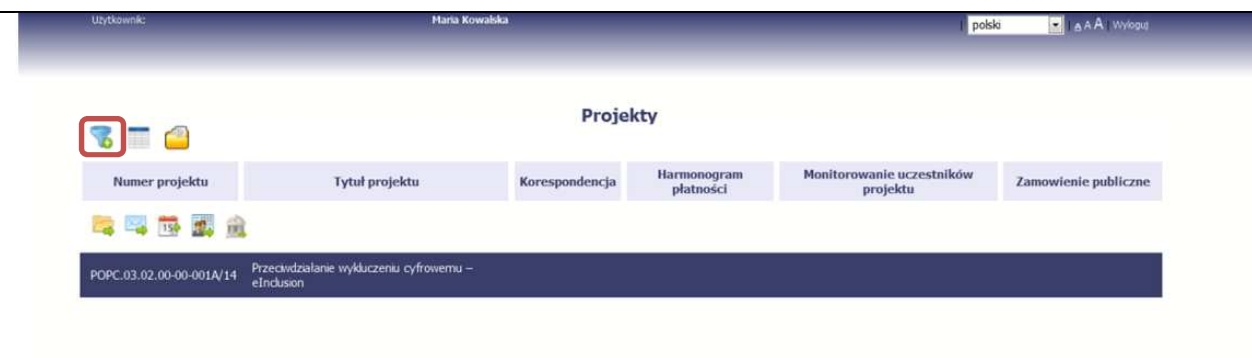 Użytkownik: Maria Kowalska | polski | A A A | Wyloguj
Projekty
Numer projektu Tytuł projektu Korespondencja Harmonogram płatności Monitorowanie uczestników projektu Zamowienie publiczne
15
POPC.03.02.00-00-001A/14 Przeciwdziałanie wykluczeniu cyfrowemu –
eInclusion